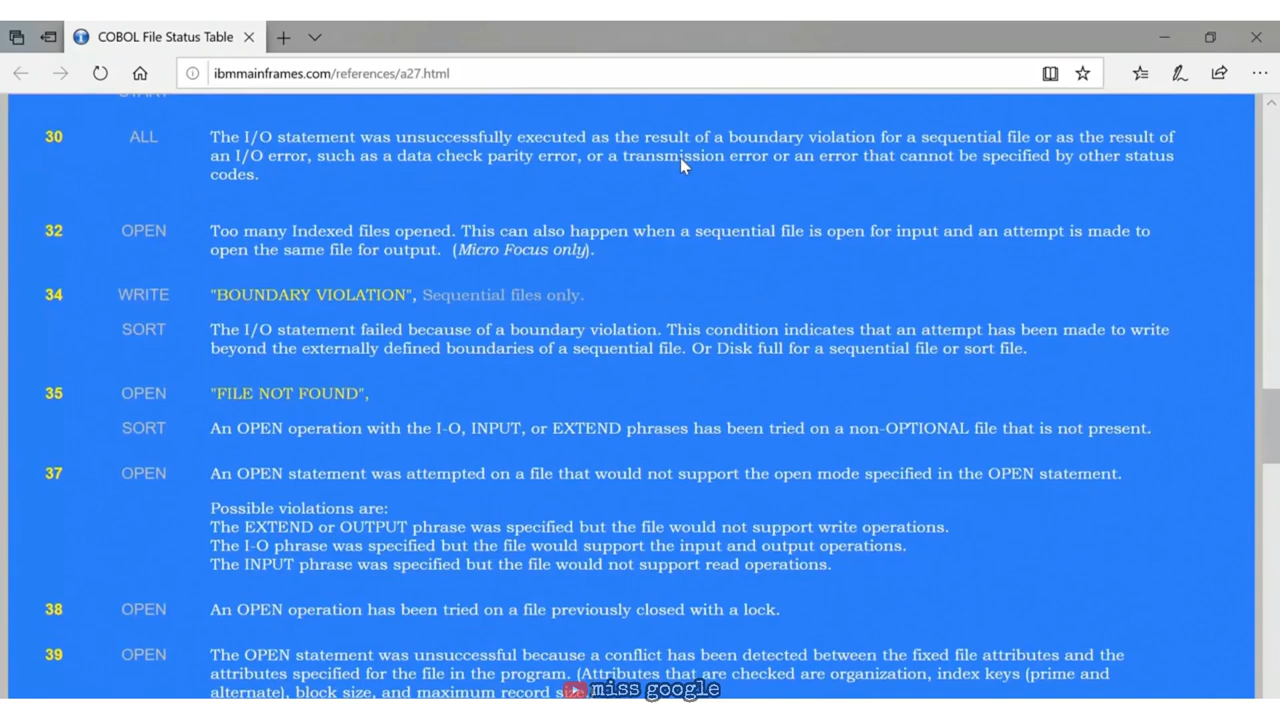 COBOL File Status Table
ibmmainframes.com/references/a27.html
START
30 ALL The I/O statement was unsuccessfully executed as the result of a boundary violation for a sequential file or as the result of
an I/O error, such as a data check parity error, or a transmission error or an error that cannot be specified by other status
codes.
32 OPEN Too many Indexed files opened. This can also happen when a sequential file is open for input and an attempt is made to
open the same file for output. (Micro Focus only).
34 WRITE "BOUNDARY VIOLATION", Sequential files only.
SORT The I/O statement failed because of a boundary violation. This condition indicates that an attempt has been made to write
beyond the externally defined boundaries of a sequential file. Or Disk full for a sequential file or sort file.
35 OPEN "FILE NOT FOUND",
SORT An OPEN operation with the I-O, INPUT, or EXTEND phrases has been tried on a non-OPTIONAL file that is not present.
37 OPEN An OPEN statement was attempted on a file that would not support the open mode specified in the OPEN statement.
Possible violations are:
The EXTEND or OUTPUT phrase was specified but the file would not support write operations.
The I-O phrase was specified but the file would support the input and output operations.
The INPUT phrase was specified but the file would not support read operations.
38 OPEN An OPEN operation has been tried on a file previously closed with a lock.
39 OPEN The OPEN statement was unsuccessful because a conflict has been detected between the fixed file attributes and the
attributes specified for the file in the program. (Attributes that are checked are organization, index keys (prime and
alternate), block size, and maximum record size.
miss google